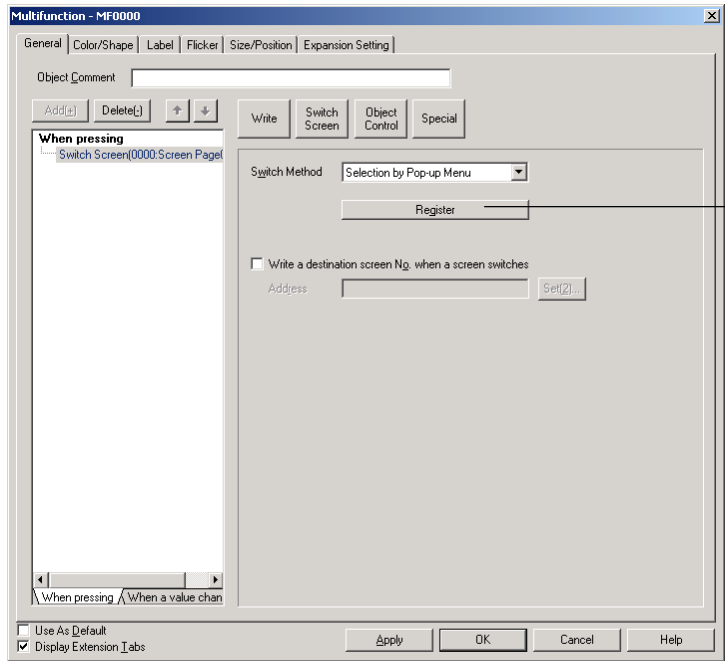 Multifunction - MF0000
General Color/Shape Label Flicker Size/Position Expansion Setting
Object Comment
Add(+) Delete(-)
Write Switch Screen Object Control Special
When pressing
Switch Screen(0000:Screen Page(
Switch Method Selection by Pop-up Menu
Register
Write a destination screen No. when a screen switches
Address Set(2)...
When pressing When a value chan
Use As Default
Display Extension Tabs
Apply OK Cancel Help